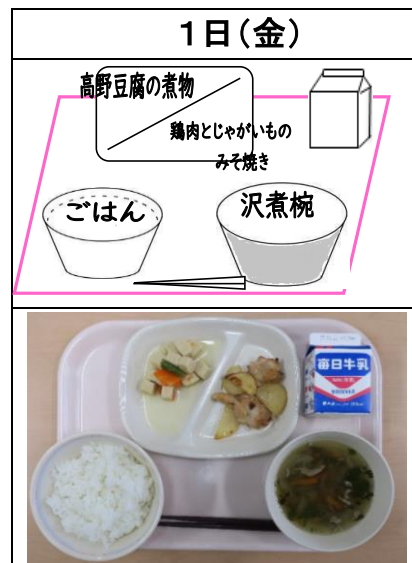 1日(金)
高野豆腐の煮物
鶏肉とじゃがいもの
みそ焼き
ごはん
沢煮椀
毎日牛乳